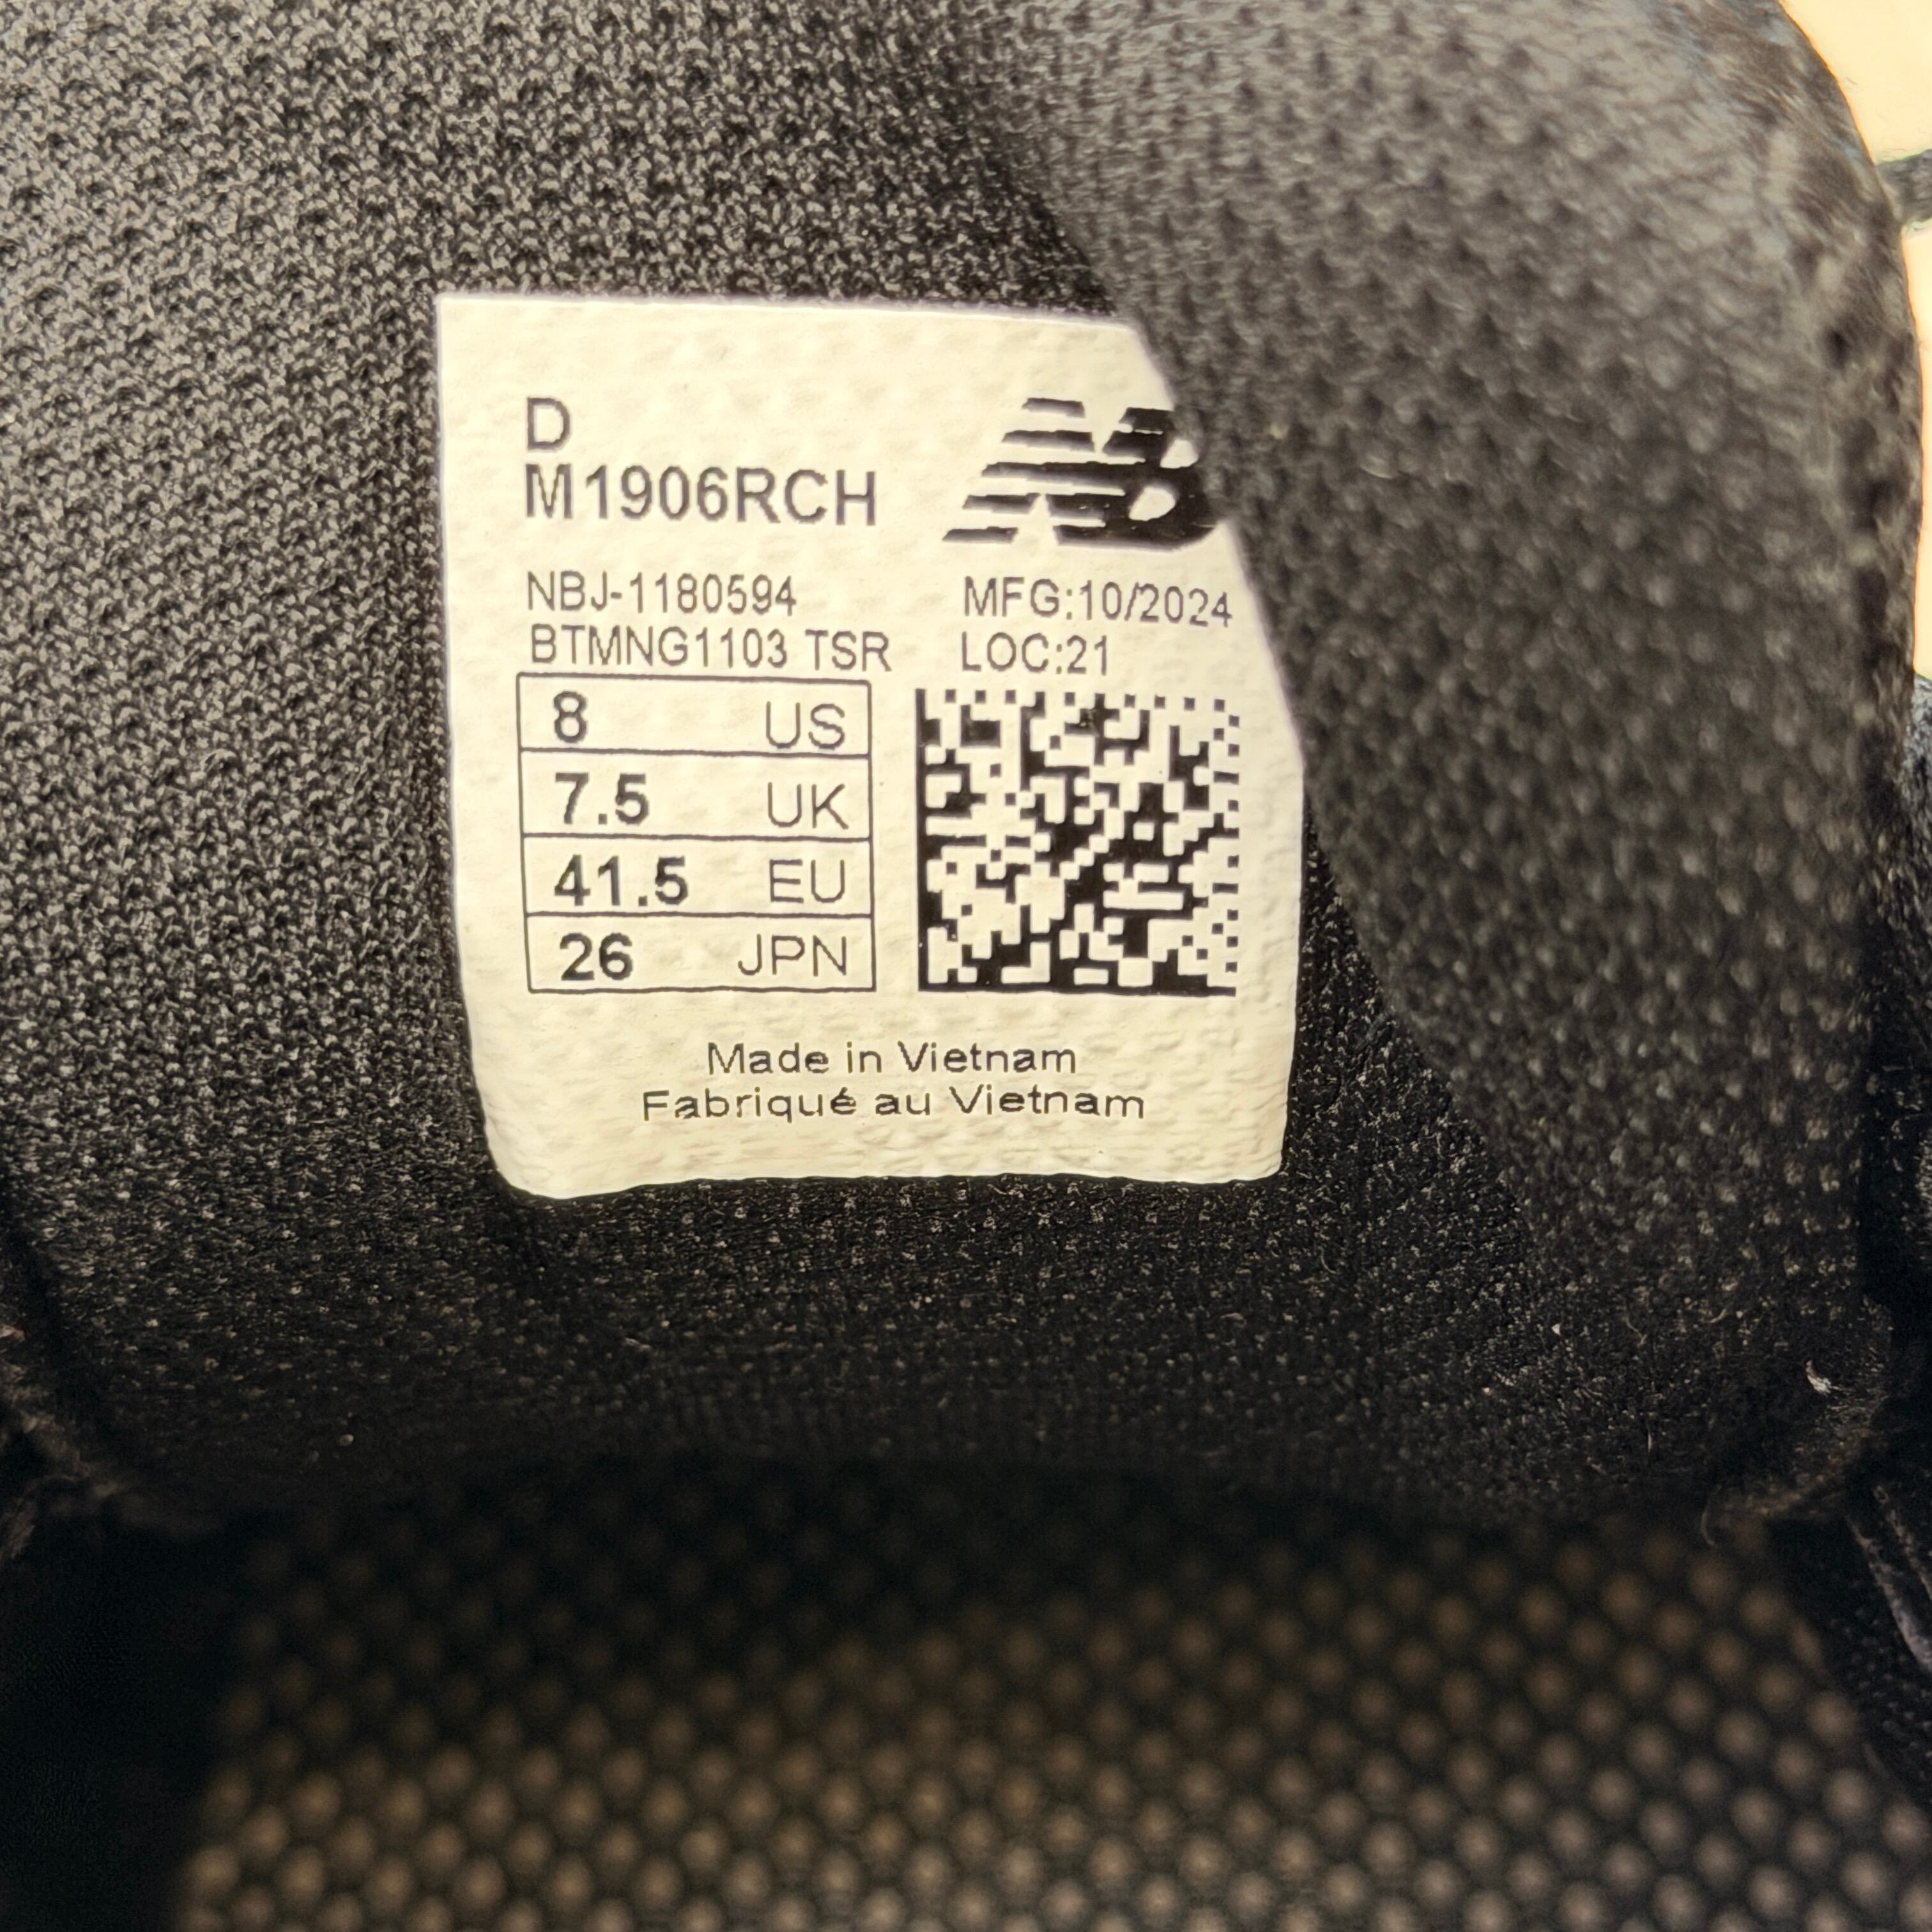 D
M1906RCH
NB
NBJ-1180594
MFG:10/2024
BTMNG1103 TSR
LOC:21
8 US
7.5 UK
41.5 EU
26 JPN
Made in Vietnam
Fabriqué au Vietnam